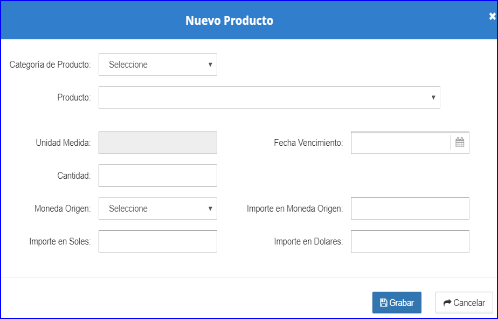 Nuevo Producto
Categoria de Producto: Seleccione
Producto:
Unidad Medida: Fecha Vencimiento:
Cantidad:
Moneda Origen: Seleccione Importe en Moneda Origen:
Importe en Soles: Importe en Dolares:
Grabar Cancelar